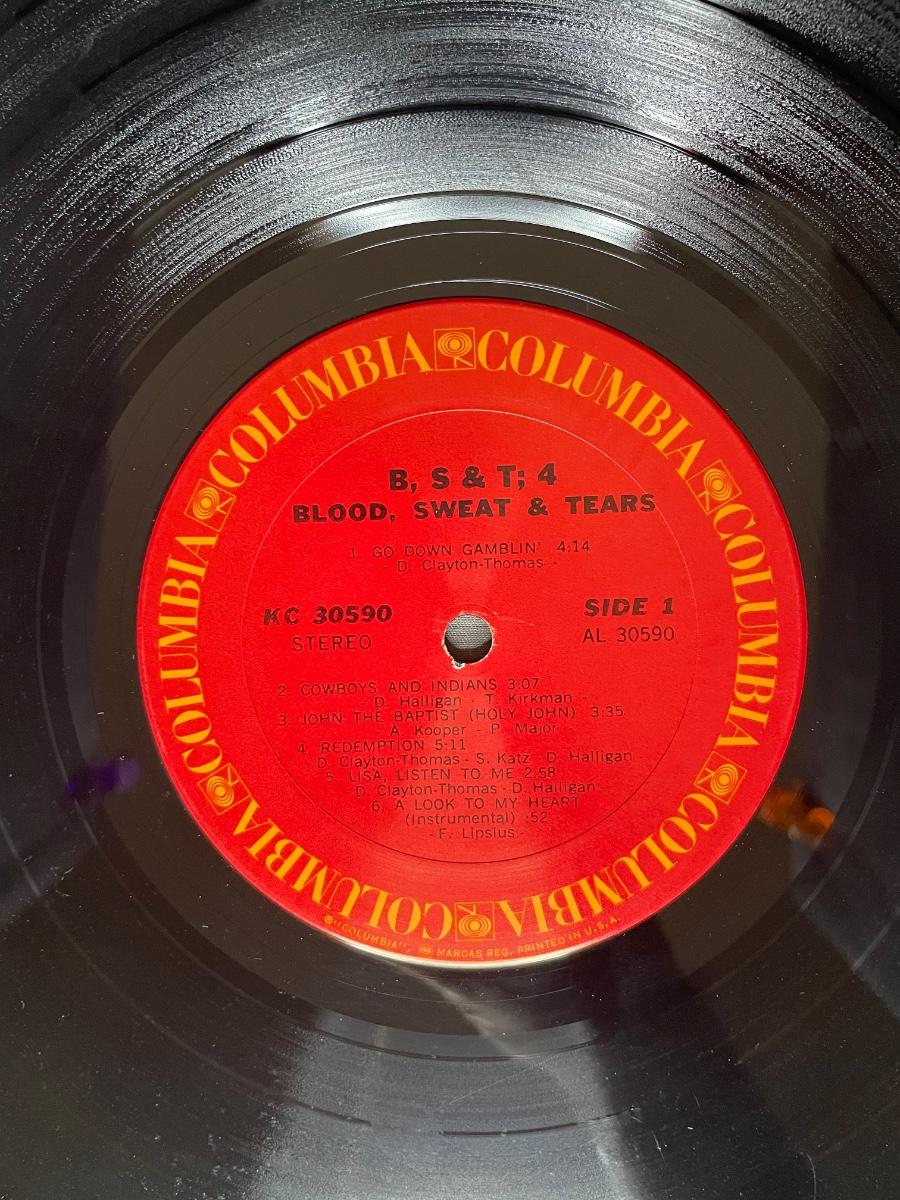 COLUMBIA COLUMBIA COLUMBIA COLUMBIA COLUMBIA COLUMBIA
B, S & T; 4
BLOOD, SWEAT & TEARS
1. GO DOWN GAMBLIN' 4:14
- D. Clayton-Thomas -
KC 30590
STEREO
SIDE 1
AL 30590
2. COWBOYS AND INDIANS 3:07
- D. Halligan - T. Kirkman -
3. JOHN THE BAPTIST (HOLY JOHN) 3:35
- A. Kooper - P. Major -
4. REDEMPTION 5:11
- D. Clayton-Thomas - S. Katz - D. Halligan -
5. LISA, LISTEN TO ME 2:58
- D. Clayton-Thomas - D. Halligan -
6. A LOOK TO MY HEART
(Instrumental) :52
- F. Lipsius -
® "COLUMBIA", MARCAS REG. PRINTED IN U.S.A.